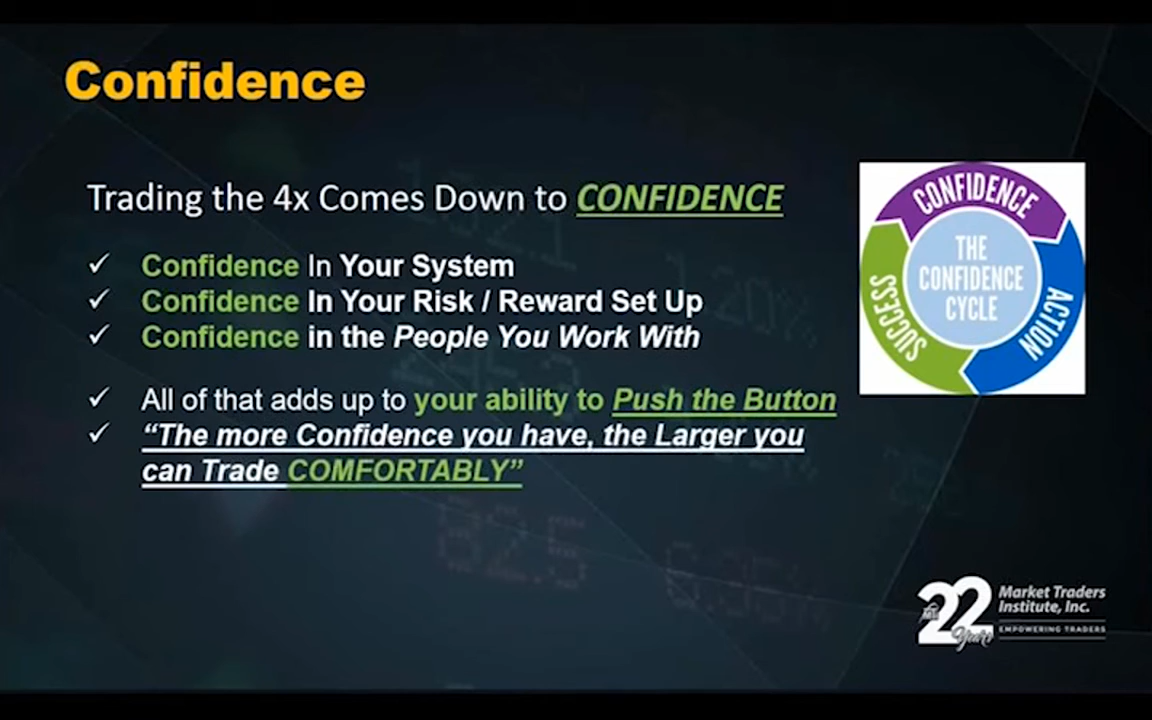 Confidence
Trading the 4x Comes Down to CONFIDENCE
✓ Confidence In Your System
✓ Confidence In Your Risk / Reward Set Up
✓ Confidence in the People You Work With
✓ All of that adds up to your ability to Push the Button
✓ “The more Confidence you have, the Larger you
can Trade COMFORTABLY”
CONFIDENCE
ACTION
SUCCESS
THE
CONFIDENCE
CYCLE
22
Years
Market Traders
Institute, Inc.
EMPOWERING TRADERS